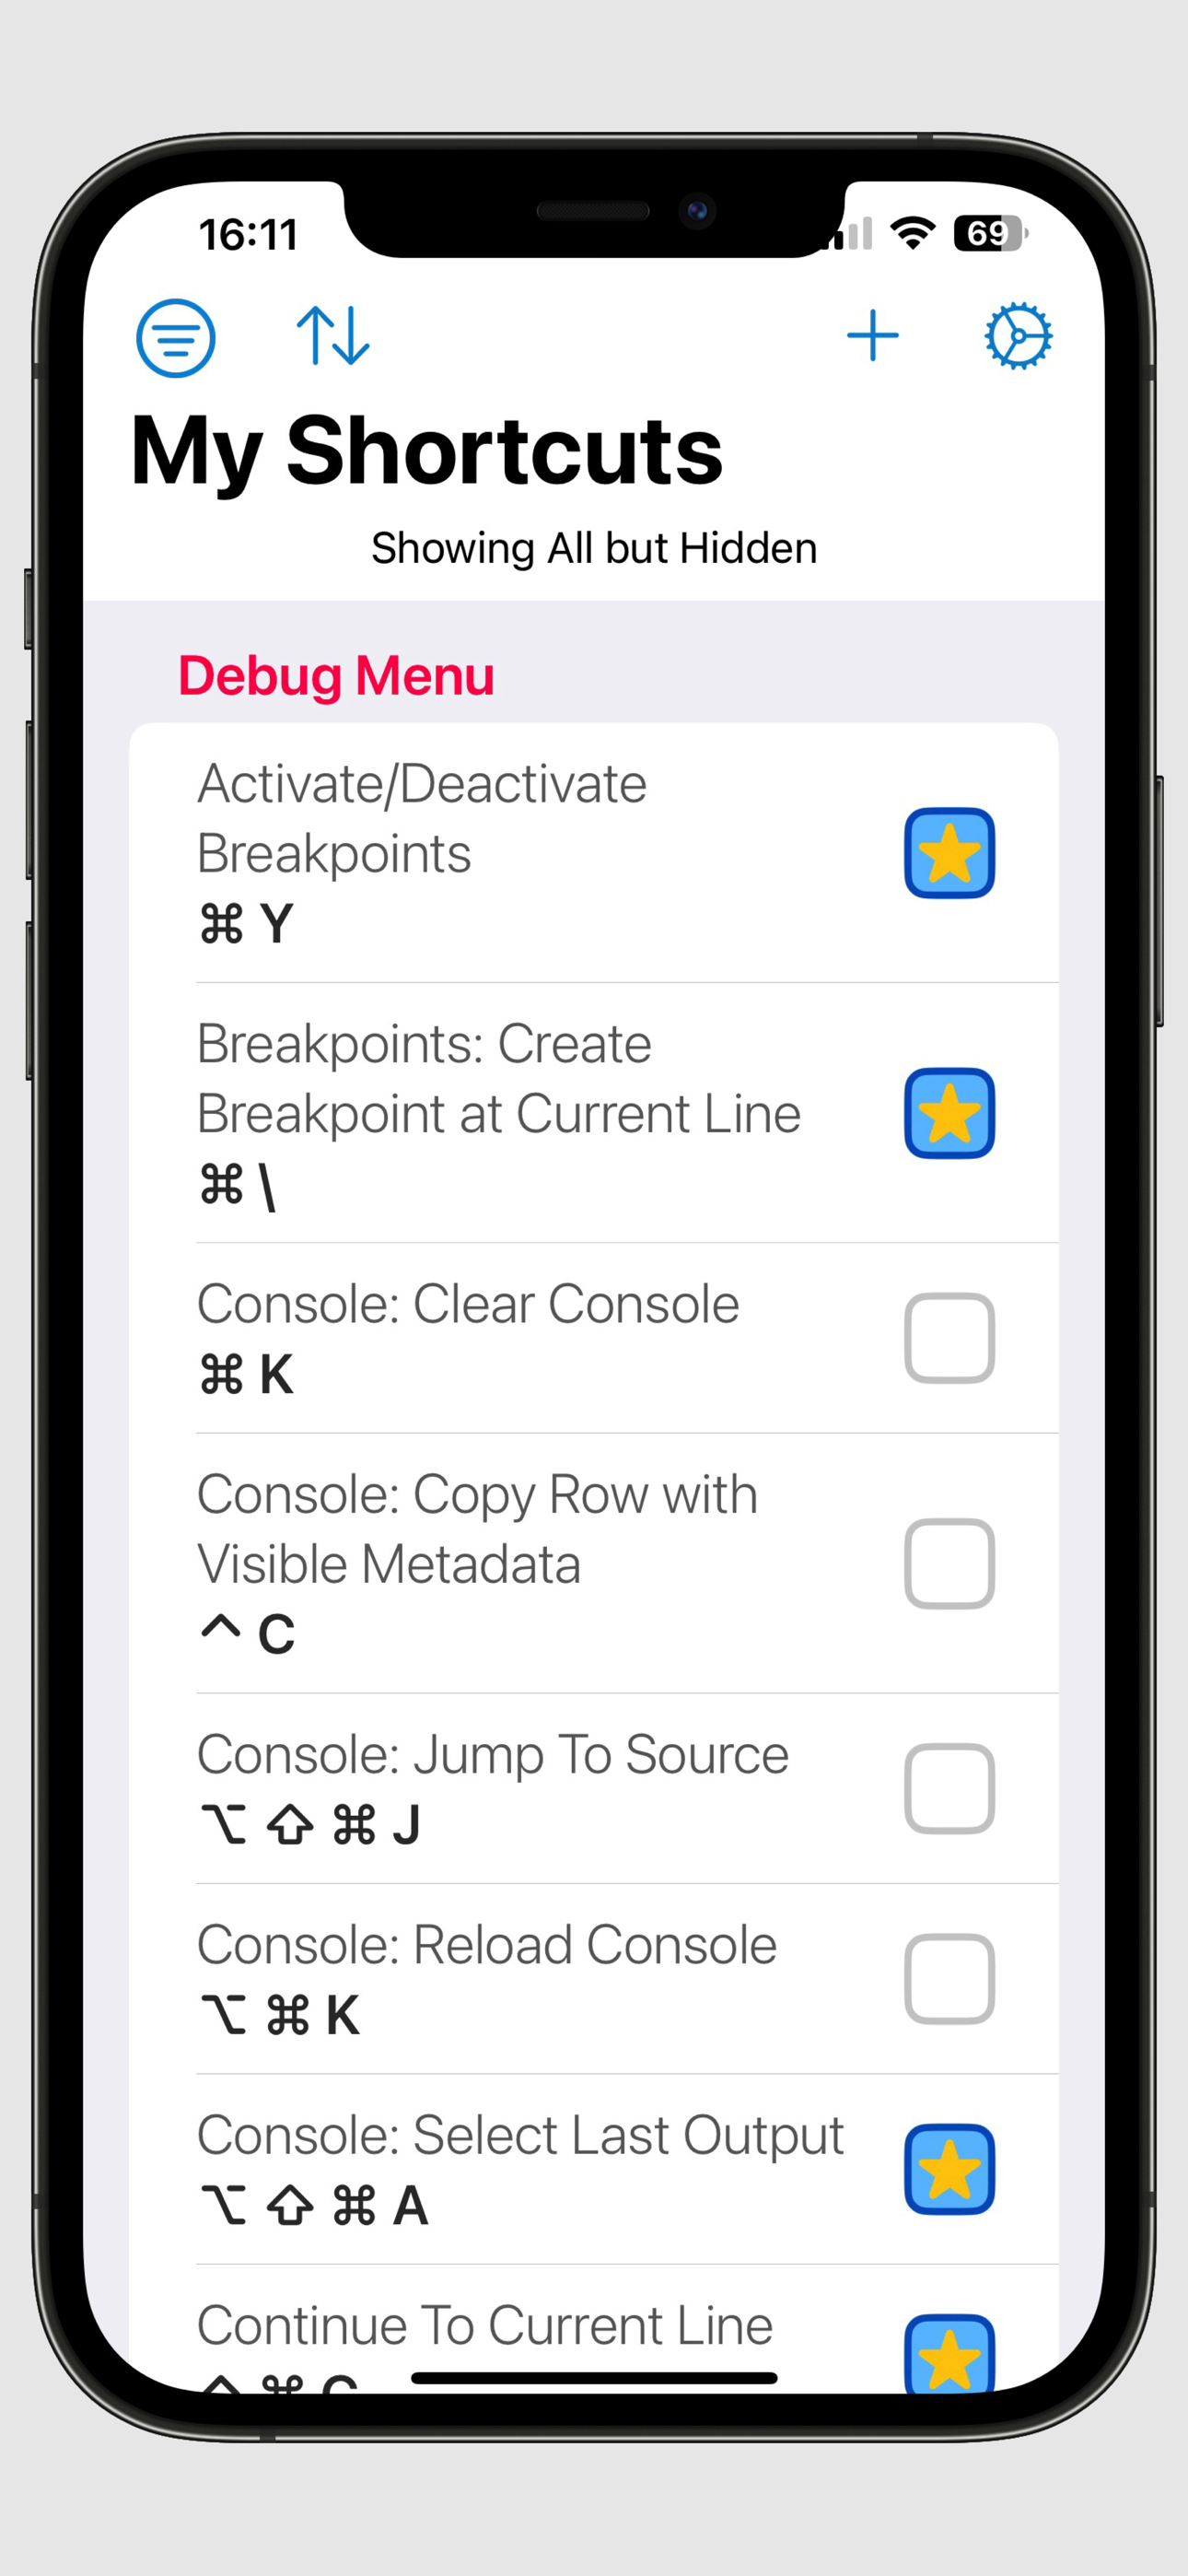 16:11
69
My Shortcuts
Showing All but Hidden
Debug Menu
Activate/Deactivate
Breakpoints
⌘ Y
Breakpoints: Create
Breakpoint at Current Line
⌘ \
Console: Clear Console
⌘ K
Console: Copy Row with
Visible Metadata
^ C
Console: Jump To Source
⌥ ⇧ ⌘ J
Console: Reload Console
⌥ ⌘ K
Console: Select Last Output
⌥ ⇧ ⌘ A
Continue To Current Line